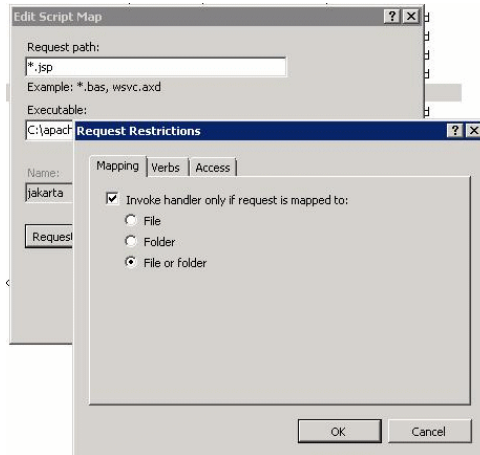 Edit Script Map
Request path:
*.jsp
Example: *.bas, wsvc.axd
Executable:
C:\apach
Request Restrictions
Name:
jakarta
Request
Mapping
Verbs
Access
Invoke handler only if request is mapped to:
File
Folder
File or folder
OK
Cancel